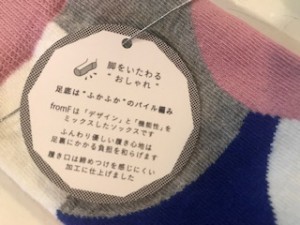 脚をいたわる
"おしゃれ"
足底は"ふかふか"のパイル編み
fromFは「デザイン」と「機能性」を
ミックスしたソックスです
ふんわり優しい履き心地は
足裏にかかる負担を和らげます
履き口は締めつけを感じにくい
加工に仕上げました